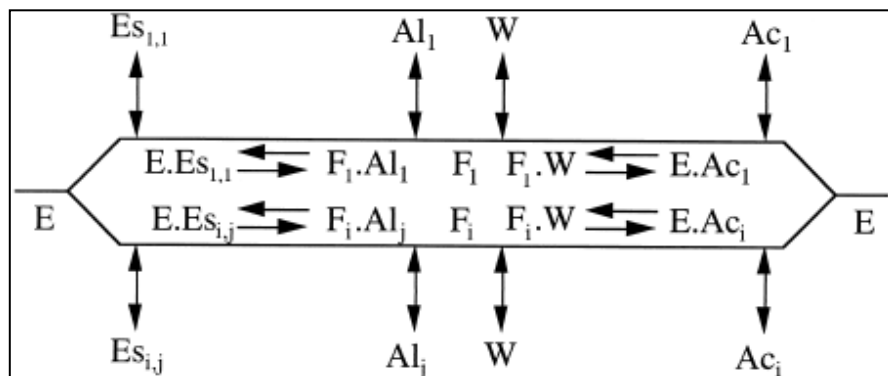 Es1,1 Al1 W Ac1
E.Es1,1 F1.Al1 F1 F1.W E.Ac1
E E
E.Esi,j Fi.Alj Fi Fi.W E.Aci
Esi,j Alj W Aci